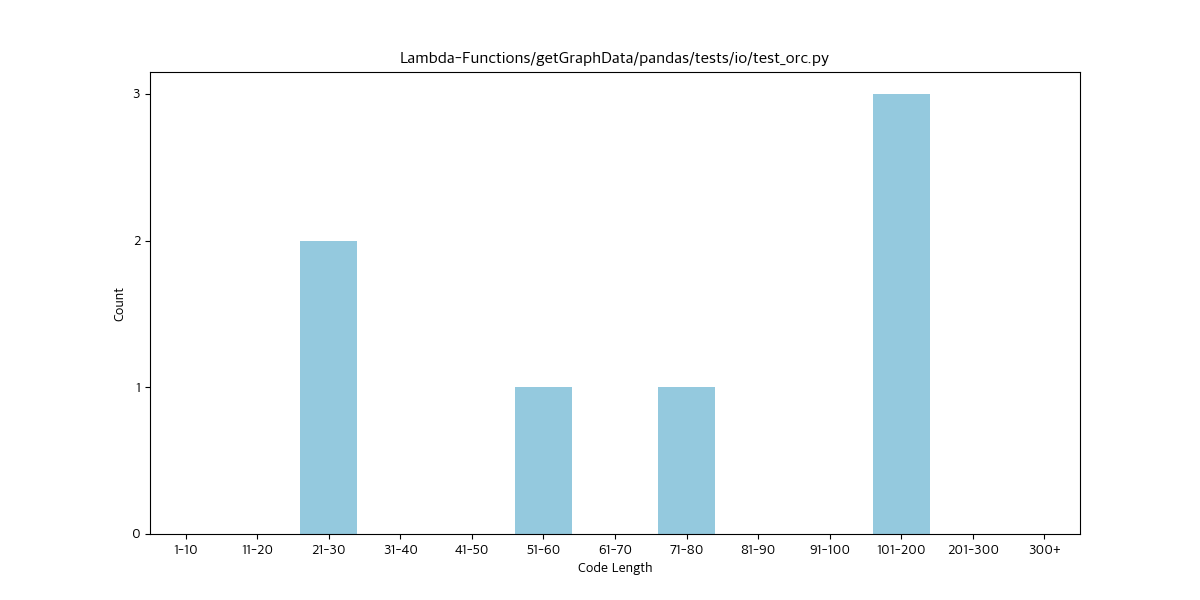 Lambda-Functions/getGraphData/pandas/tests/io/test_orc.py
3
2
1
0
Count
1-10 11-20 21-30 31-40 41-50 51-60 61-70 71-80 81-90 91-100 101-200 201-300 300+
Code Length